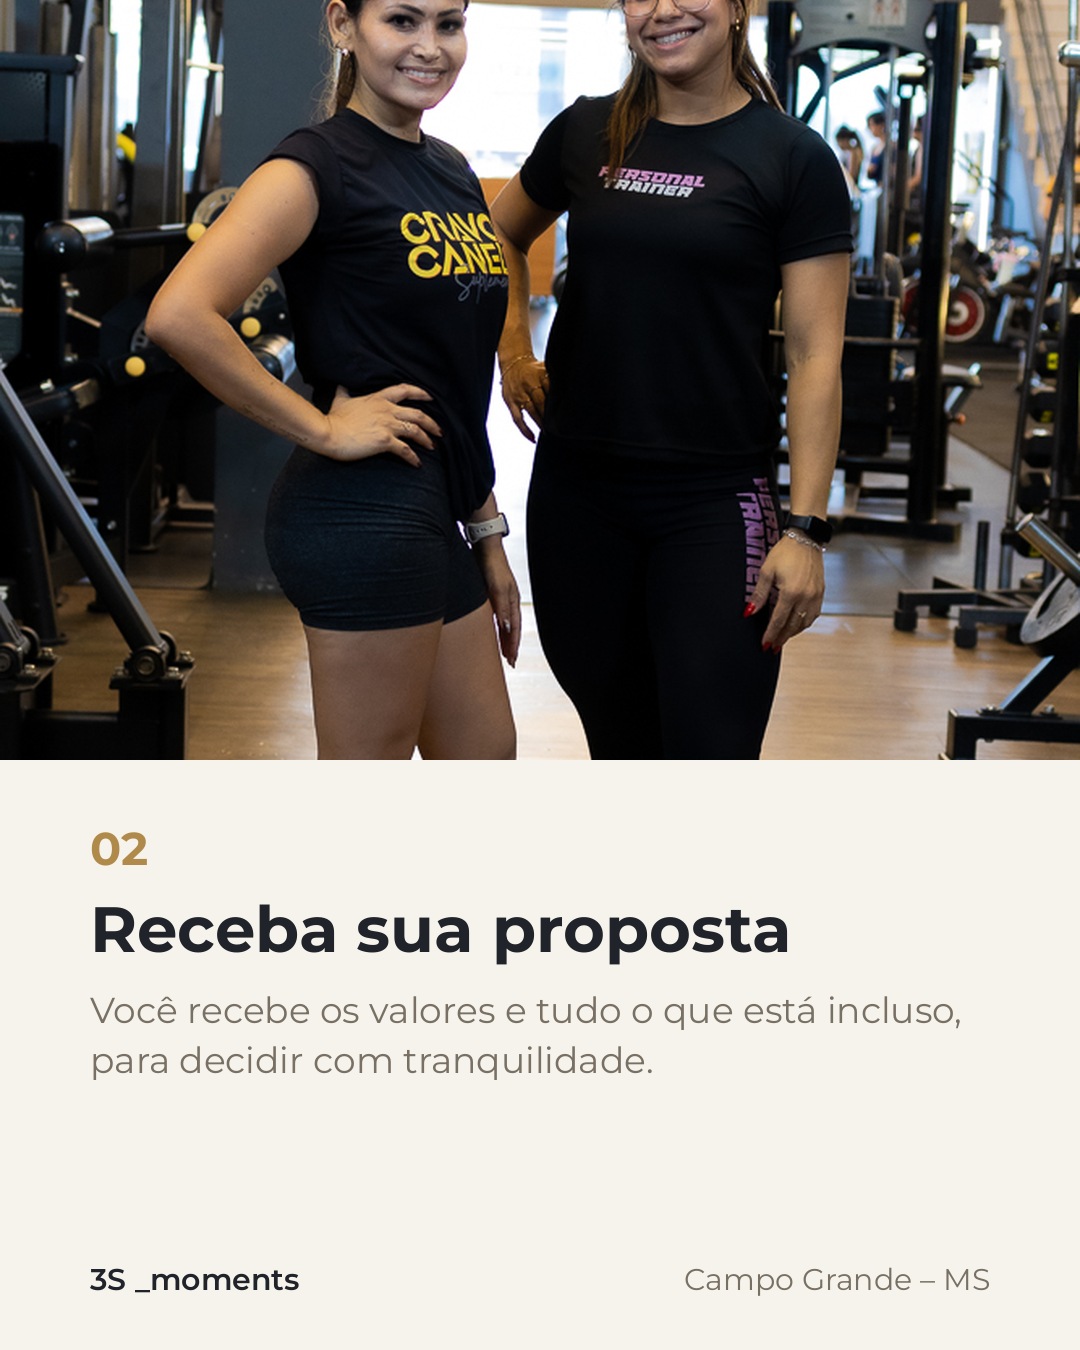 PERSONAL
TRAINER
02
Receba sua proposta
Você recebe os valores e tudo o que está incluso,
para decidir com tranquilidade.
3S _moments
Campo Grande – MS